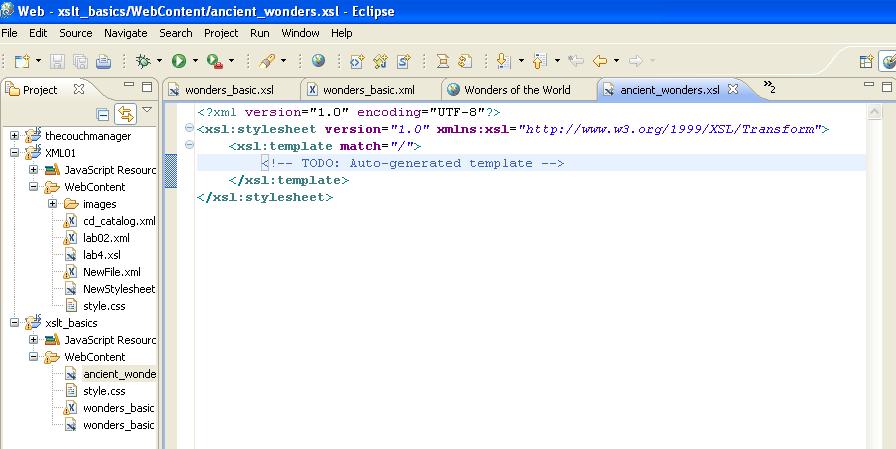 Web - xslt_basics/WebContent/ancient_wonders.xsl - Eclipse
File Edit Source Navigate Search Project Run Window Help
Project
wonders_basic.xsl wonders_basic.xml Wonders of the World ancient_wonders.xsl »2
thecouchmanager
XML01
JavaScript Resourc
WebContent
images
cd_catalog.xml
lab02.xml
lab4.xsl
NewFile.xml
NewStylesheet
style.css
xslt_basics
JavaScript Resourc
WebContent
ancient_wonde
style.css
wonders_basic
wonders_basic
<?xml version="1.0" encoding="UTF-8"?>
<xsl:stylesheet version="1.0" xmlns:xsl="http://www.w3.org/1999/XSL/Transform">
<xsl:template match="/">
<!-- TODO: Auto-generated template -->
</xsl:template>
</xsl:stylesheet>